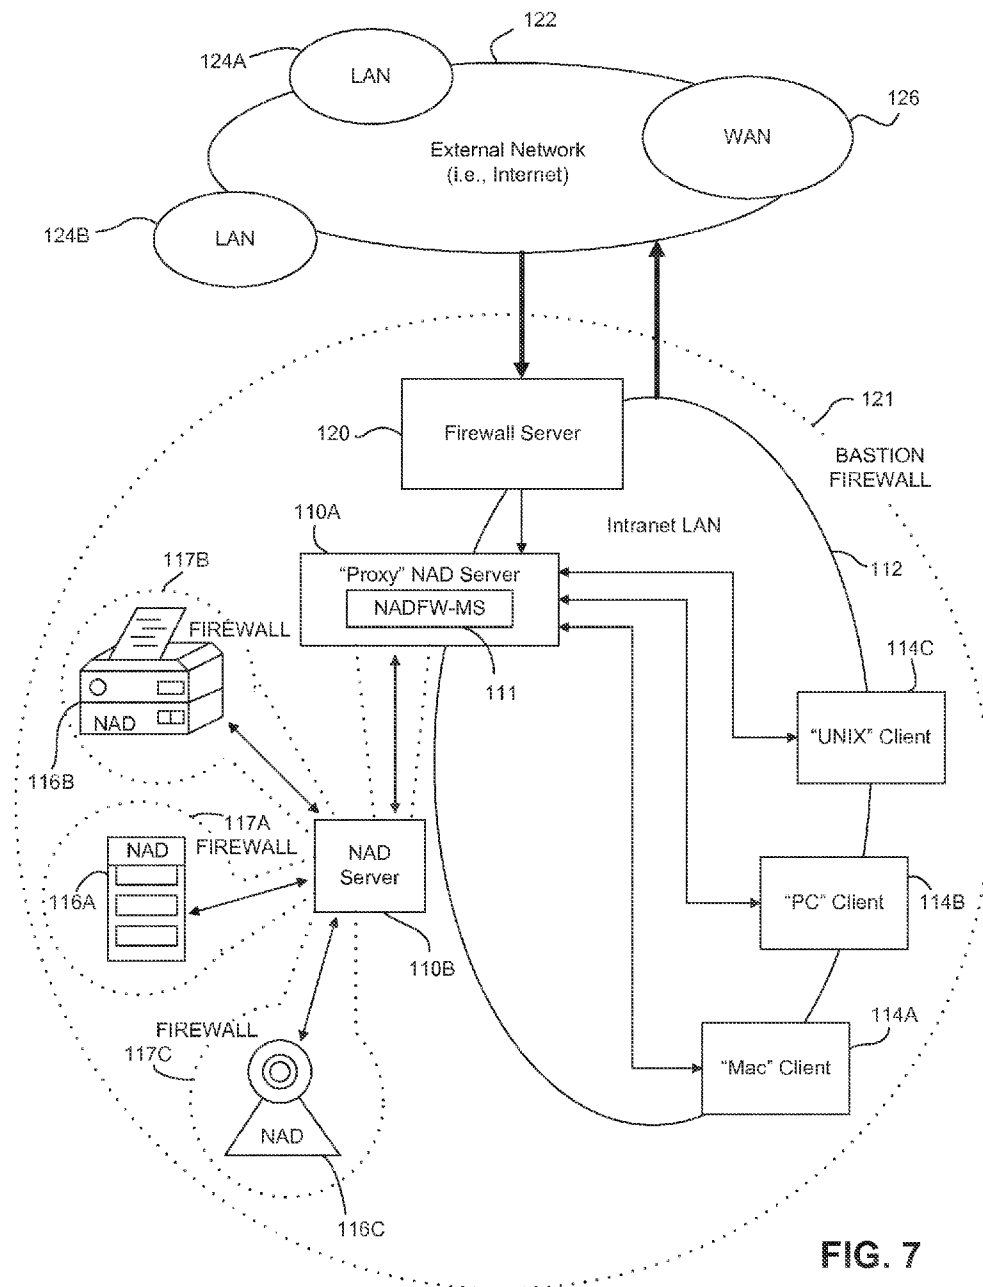 122
124A
LAN
126
WAN
External Network
(i.e., Internet)
124B
LAN
121
120
Firewall Server
BASTION
FIREWALL
110A
Intranet LAN
117B
"Proxy" NAD Server
112
NADFW-MS
FIREWALL
114C
111
NAD
"UNIX" Client
116B
117A
FIREWALL
NAD
NAD
Server
116A
"PC" Client
114B
110B
FIREWALL
114A
117C
"Mac" Client
NAD
116C
FIG. 7